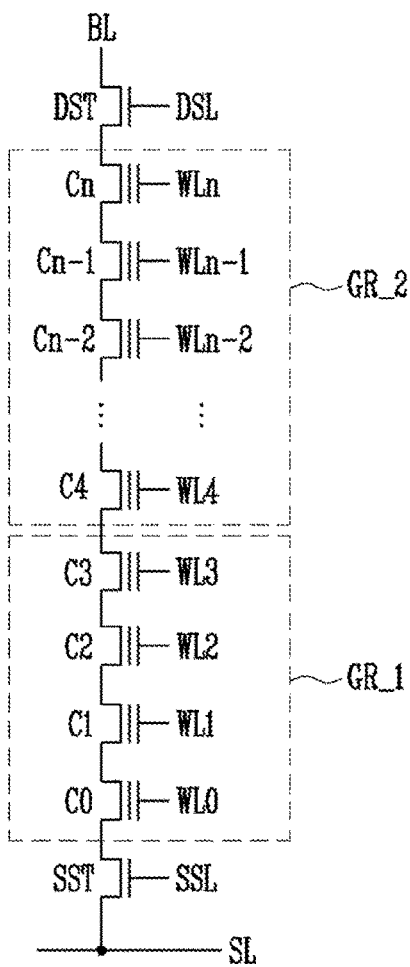 BL
DST DSL
Cn WLn
Cn-1 WLn-1
GR_2
Cn-2 WLn-2
... ...
C4 WL4
C3 WL3
C2 WL2
GR_1
C1 WL1
C0 WL0
SST SSL
SL